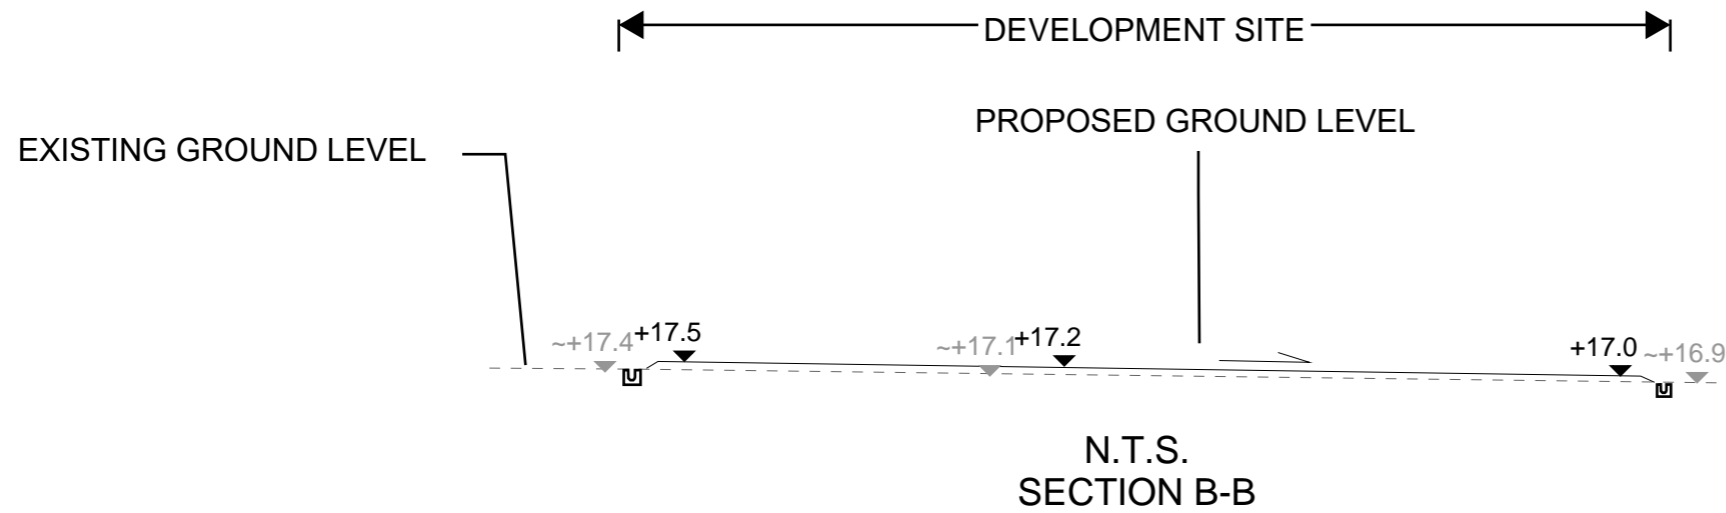 DEVELOPMENT SITE
PROPOSED GROUND LEVEL
EXISTING GROUND LEVEL
~+17.4 +17.5 ~+17.1 +17.2 +17.0 ~+16.9
N.T.S.
SECTION B-B